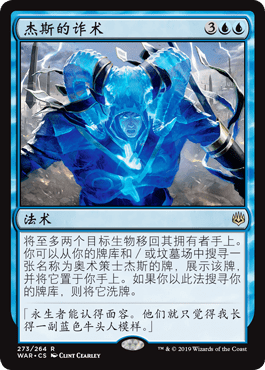 杰斯的诈术 3
法术
将至多两个目标生物移回其拥有者手上。
你可以从你的牌库和／或坟墓场中搜寻一
张名称为奥术策士杰斯的牌，展示该牌，
并将它置于你手上。如果你以此法搜寻你
的牌库，则将它洗牌。
「永生者能认得面容。他们就只觉得我长
得一副蓝色牛头人模样。」
273/264 R
WAR • CS CLINT CEARLEY
™ & © 2019 Wizards of the Coast